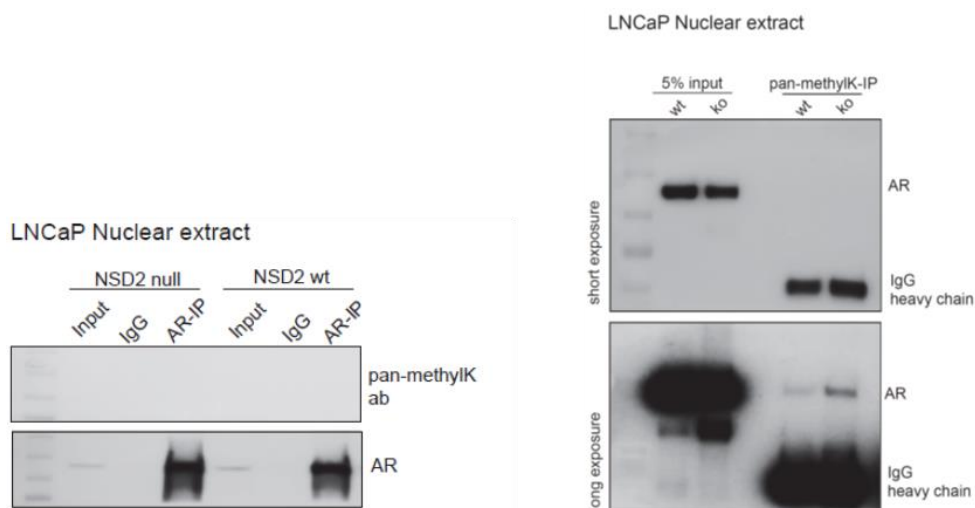 LNCaP Nuclear extract
NSD2 null
NSD2 wt
Input
IgG
AR-IP
Input
IgG
AR-IP
pan-methylK
ab
AR
LNCaP Nuclear extract
5% input
pan-methylK-IP
wt
ko
wt
ko
short exposure
AR
IgG
heavy chain
ong exposure
AR
IgG
heavy chain